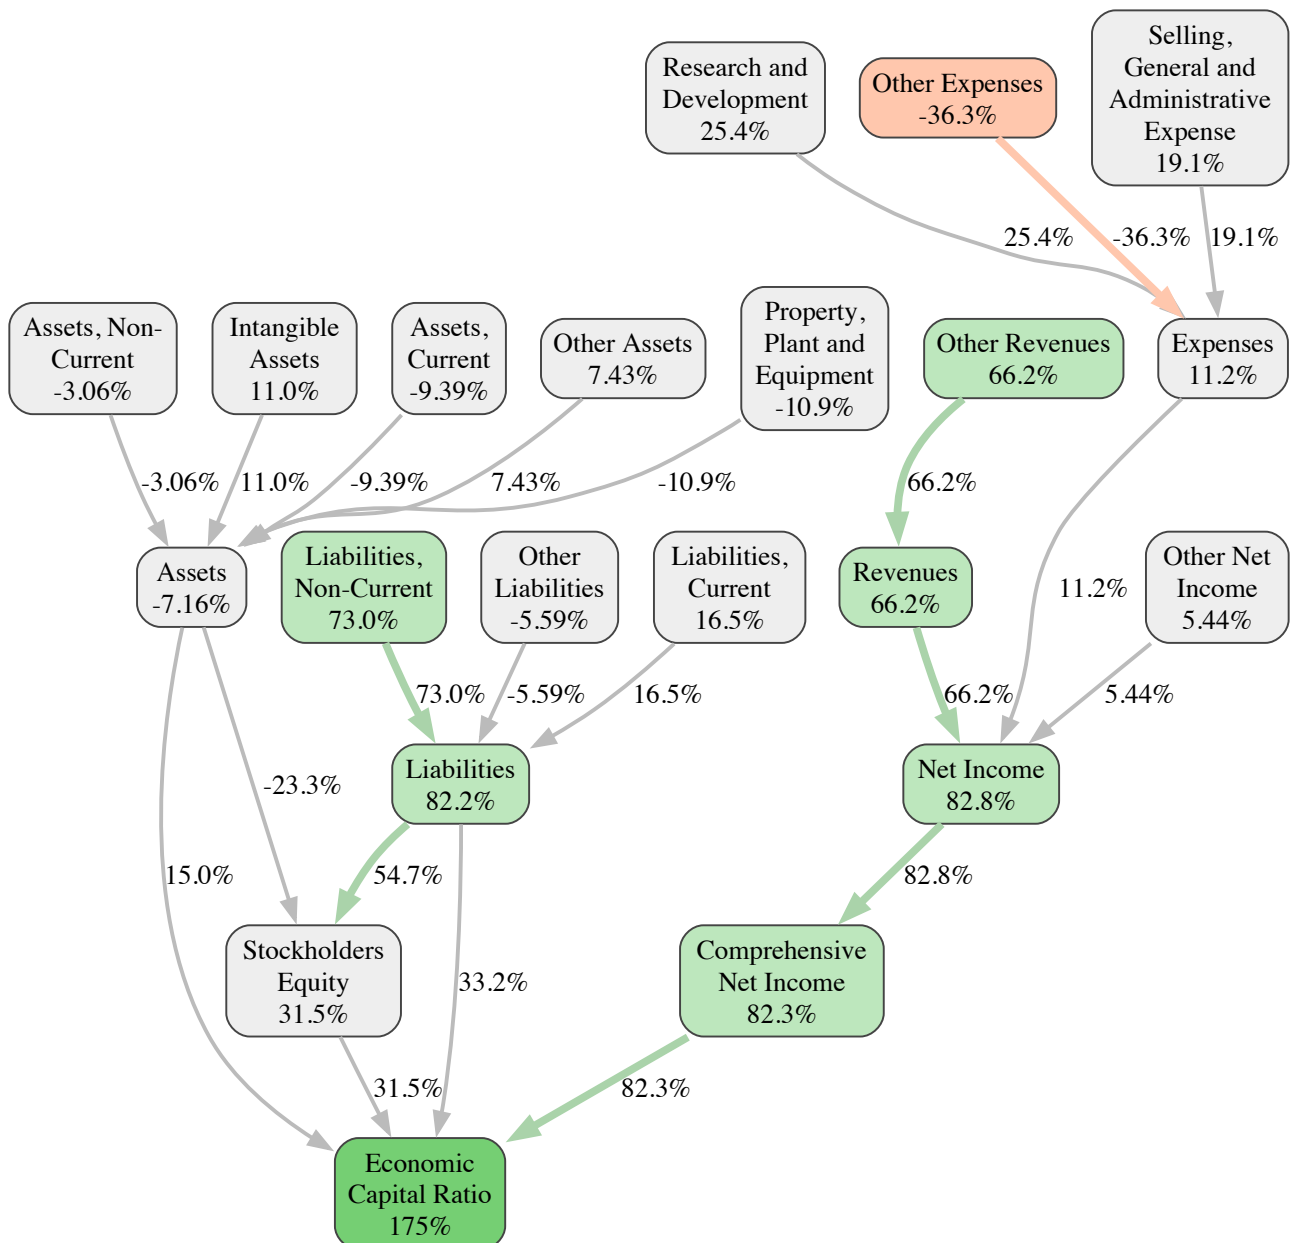 Selling,
General and
Administrative
Expense
19.1%
Research and
Development
25.4%
Other Expenses
-36.3%
25.4%
-36.3%
19.1%
Assets, Non-
Current
-3.06%
Intangible
Assets
11.0%
Assets,
Current
-9.39%
Other Assets
7.43%
Property,
Plant and
Equipment
-10.9%
Other Revenues
66.2%
Expenses
11.2%
-3.06%
11.0%
-9.39%
7.43%
-10.9%
66.2%
Assets
-7.16%
Liabilities,
Non-Current
73.0%
Other
Liabilities
-5.59%
Liabilities,
Current
16.5%
Revenues
66.2%
11.2%
Other Net
Income
5.44%
73.0%
-5.59%
16.5%
66.2%
5.44%
-23.3%
Liabilities
82.2%
Net Income
82.8%
15.0%
54.7%
82.8%
Stockholders
Equity
31.5%
33.2%
Comprehensive
Net Income
82.3%
31.5%
82.3%
Economic
Capital Ratio
175%